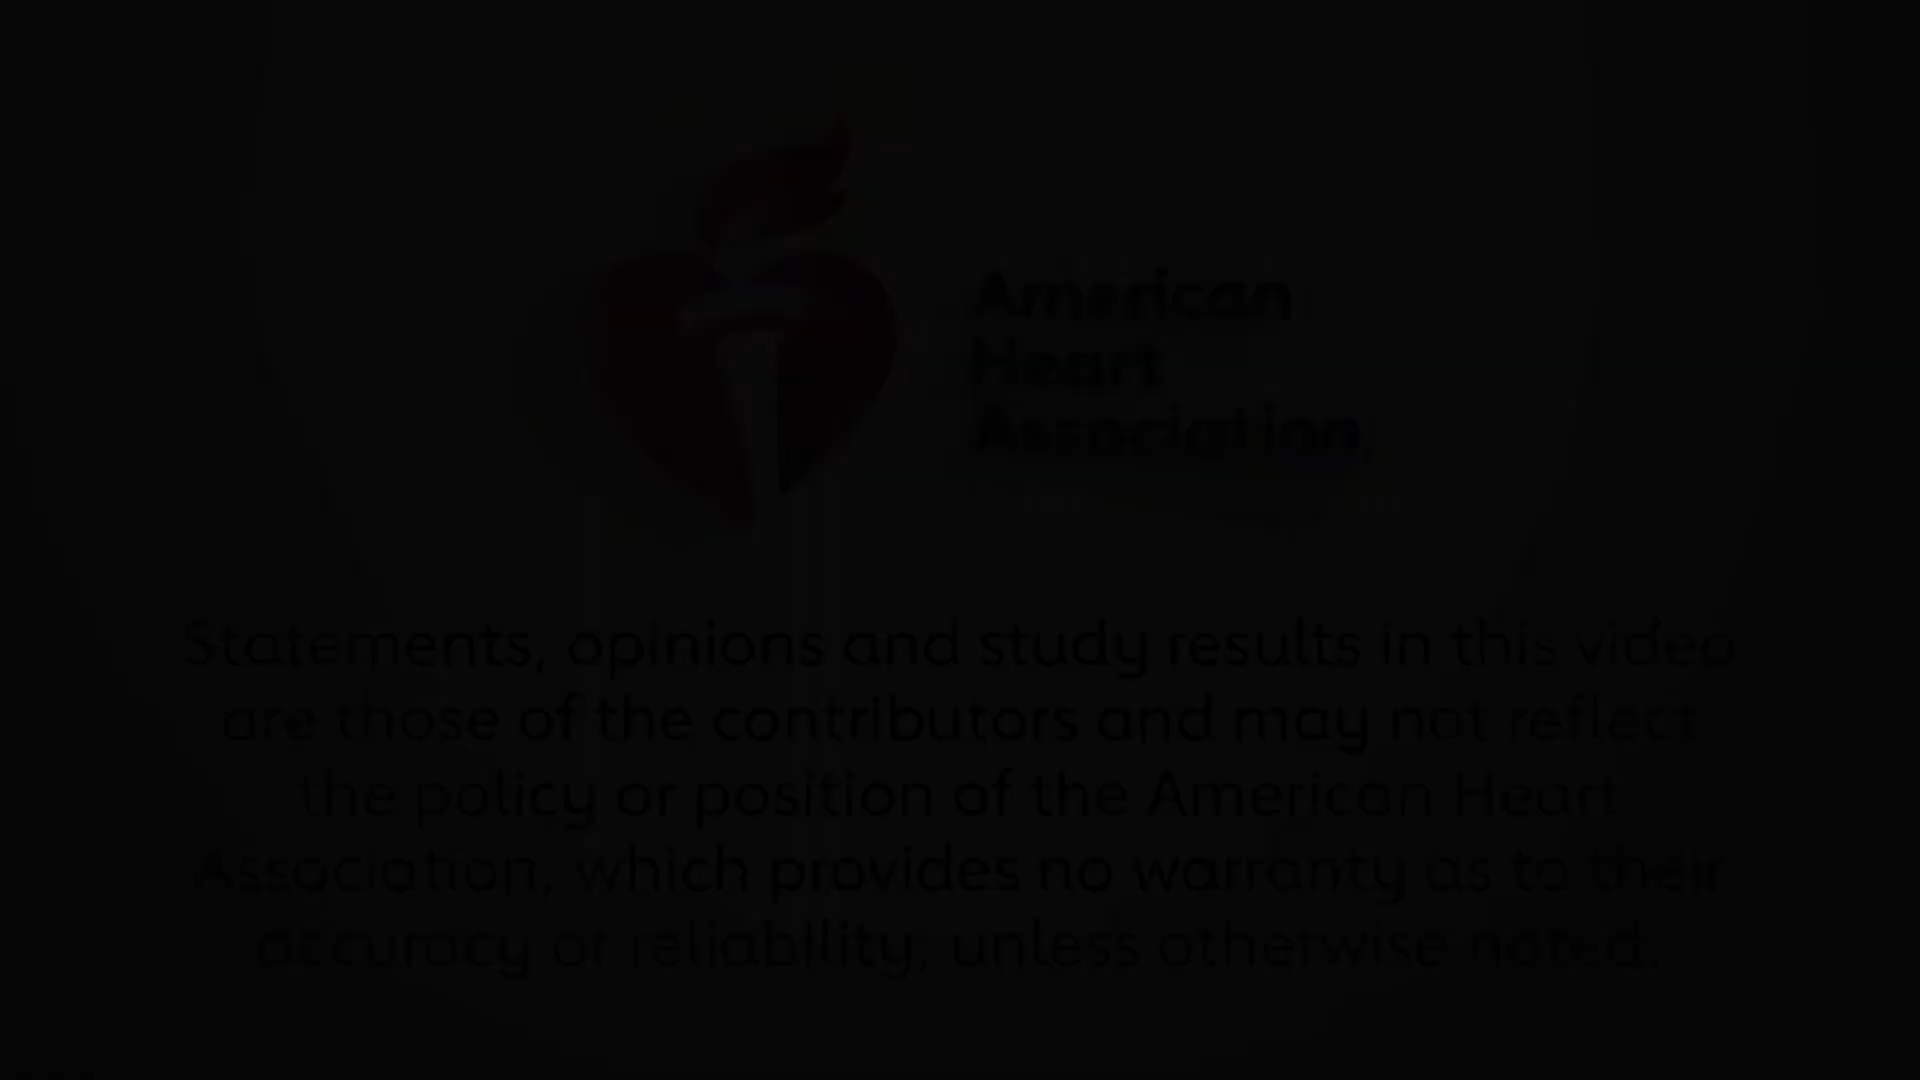 American
Heart
Association
Statements, opinions and study results in this video
are those of the contributors and may not reflect
the policy or position of the American Heart
Association, which provides no warranty as to their
accuracy or reliability, unless otherwise noted.